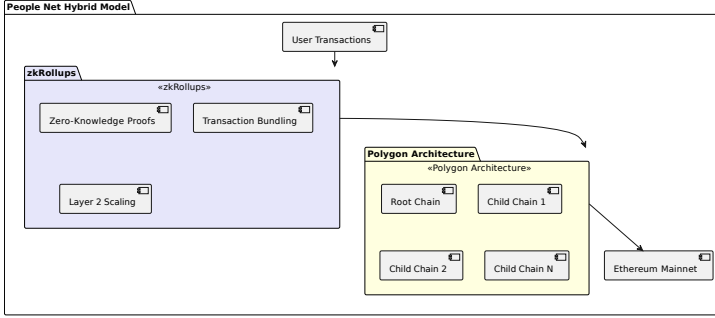 People Net Hybrid Model
User Transactions
zkRollups
«zkRollups»
Zero-Knowledge Proofs
Transaction Bundling
Layer 2 Scaling
Polygon Architecture
«Polygon Architecture»
Root Chain
Child Chain 1
Child Chain 2
Child Chain N
Ethereum Mainnet